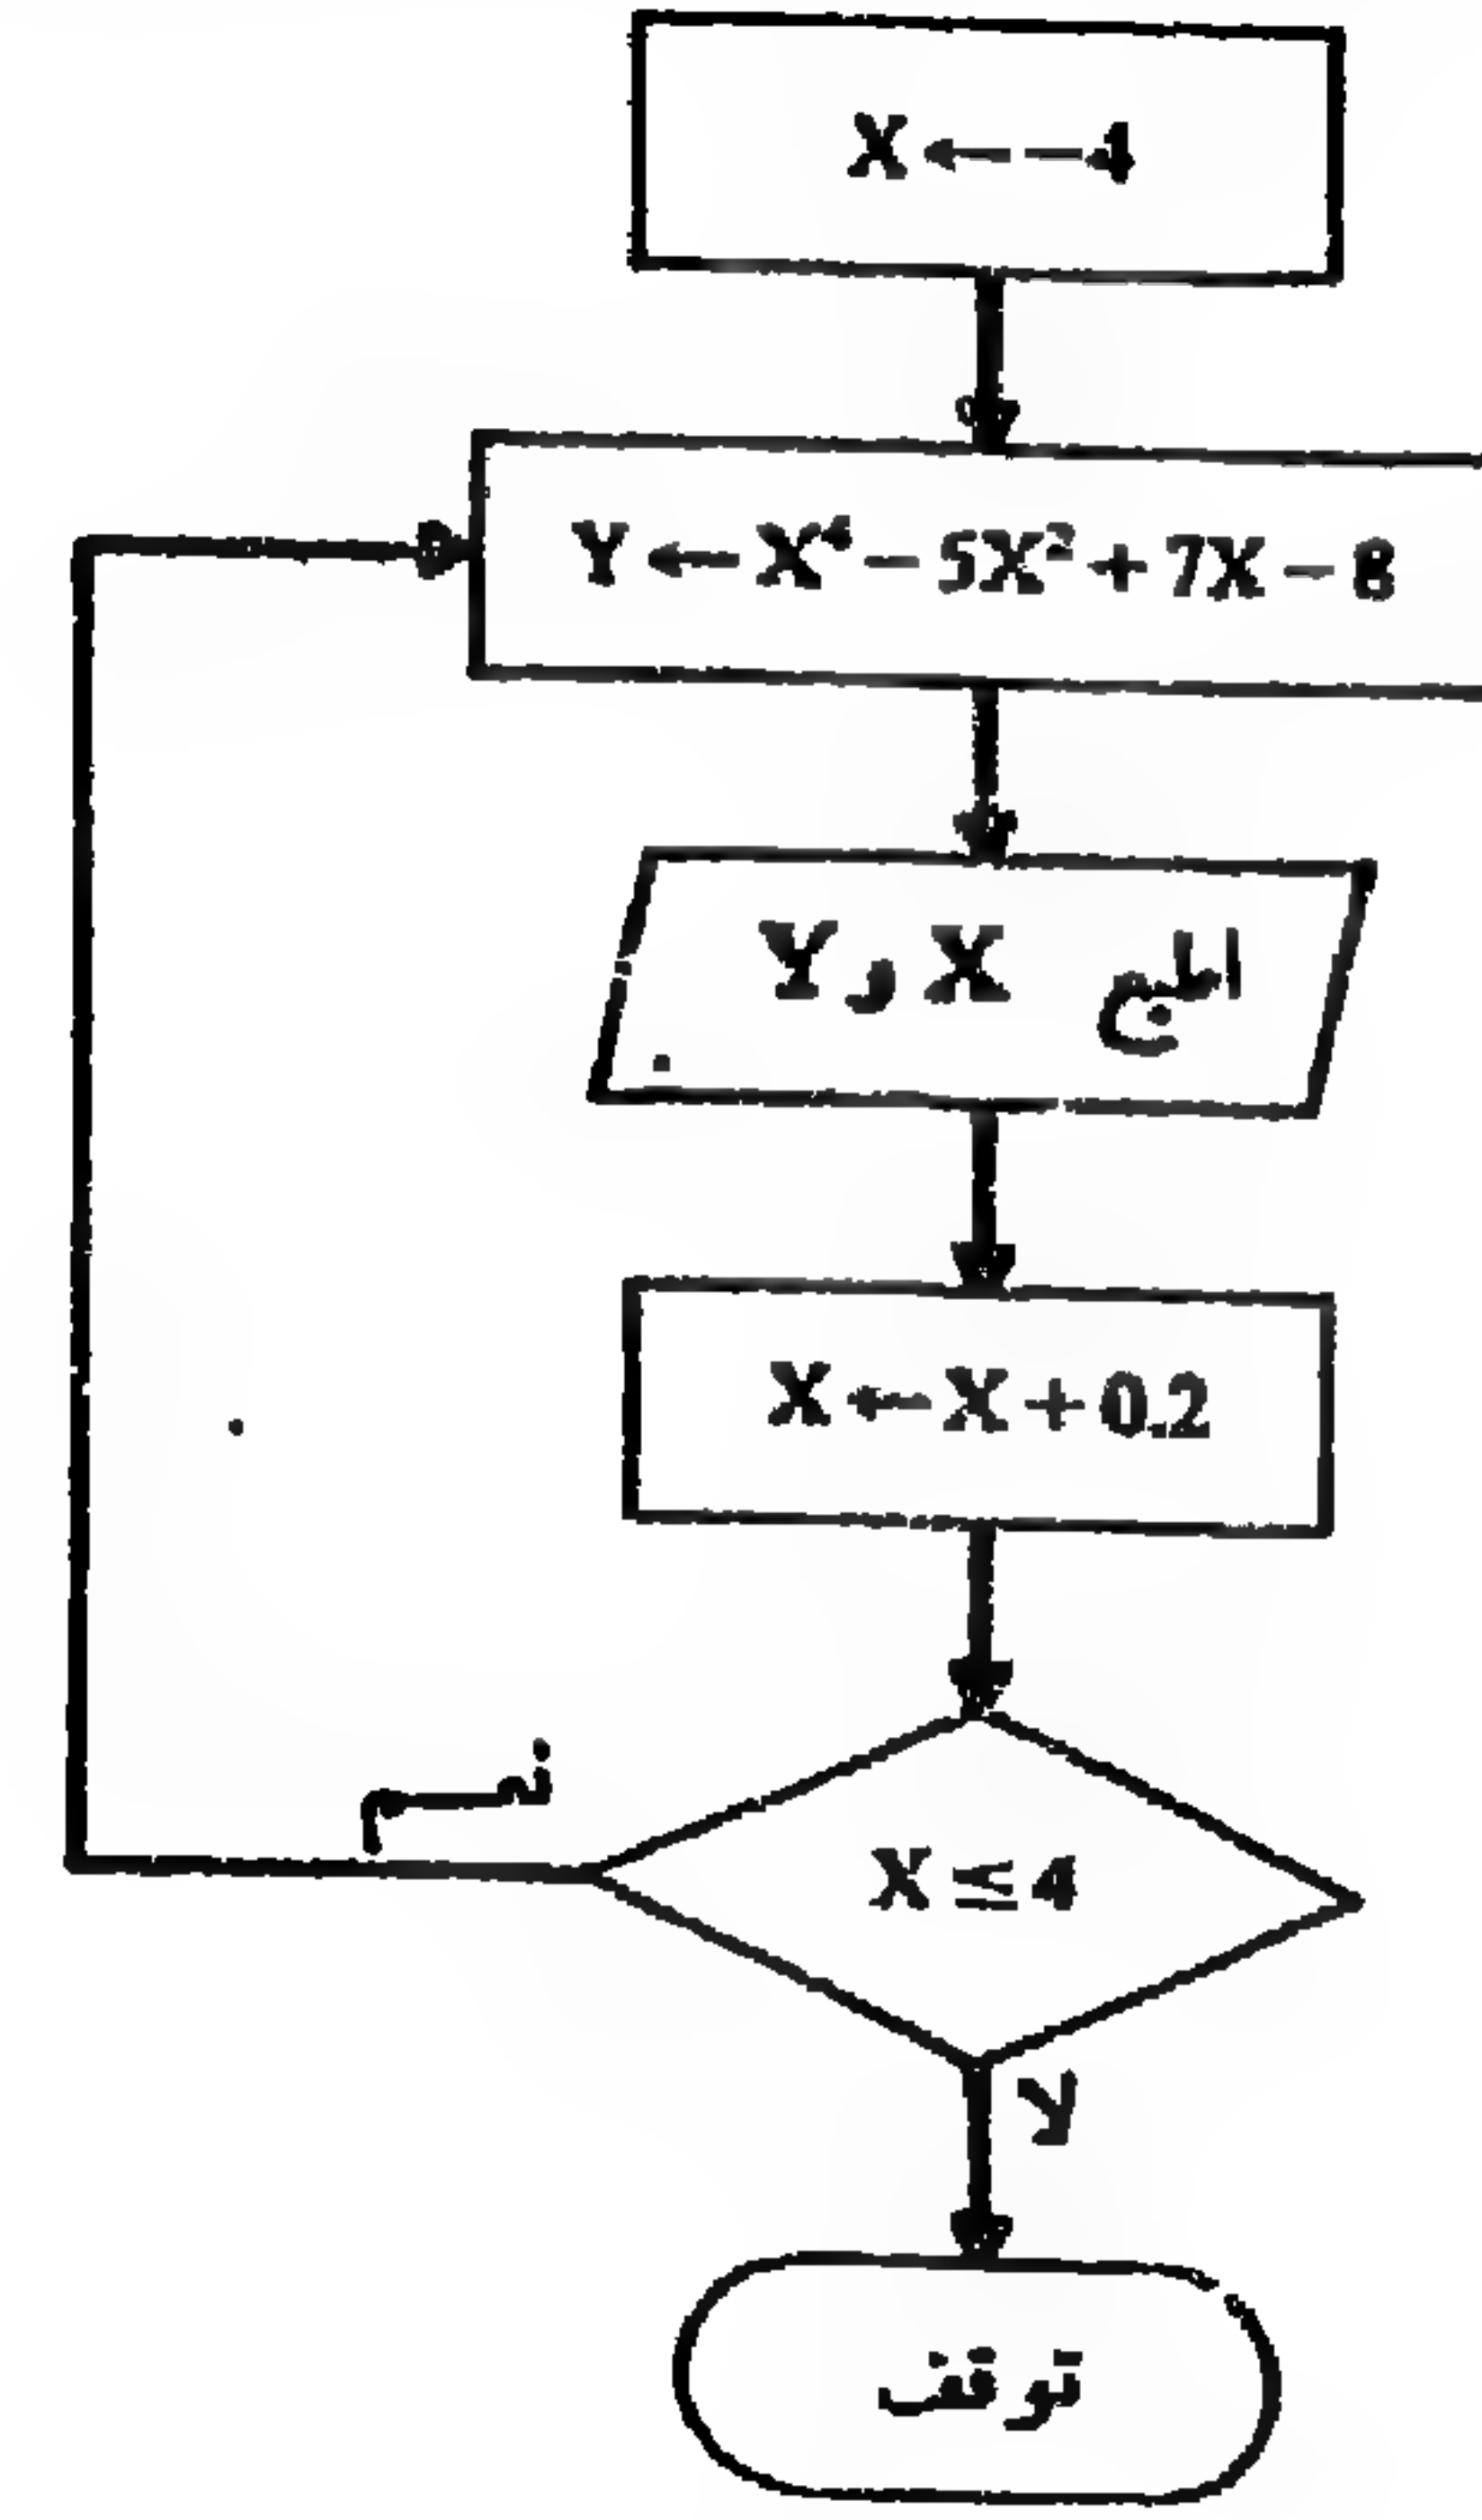 X ← −4
Y ← X⁴ − 5X² + 7X − 8
اطبع X و Y
X ← X + 0.2
نعم
X ≤ 4
لا
توقف